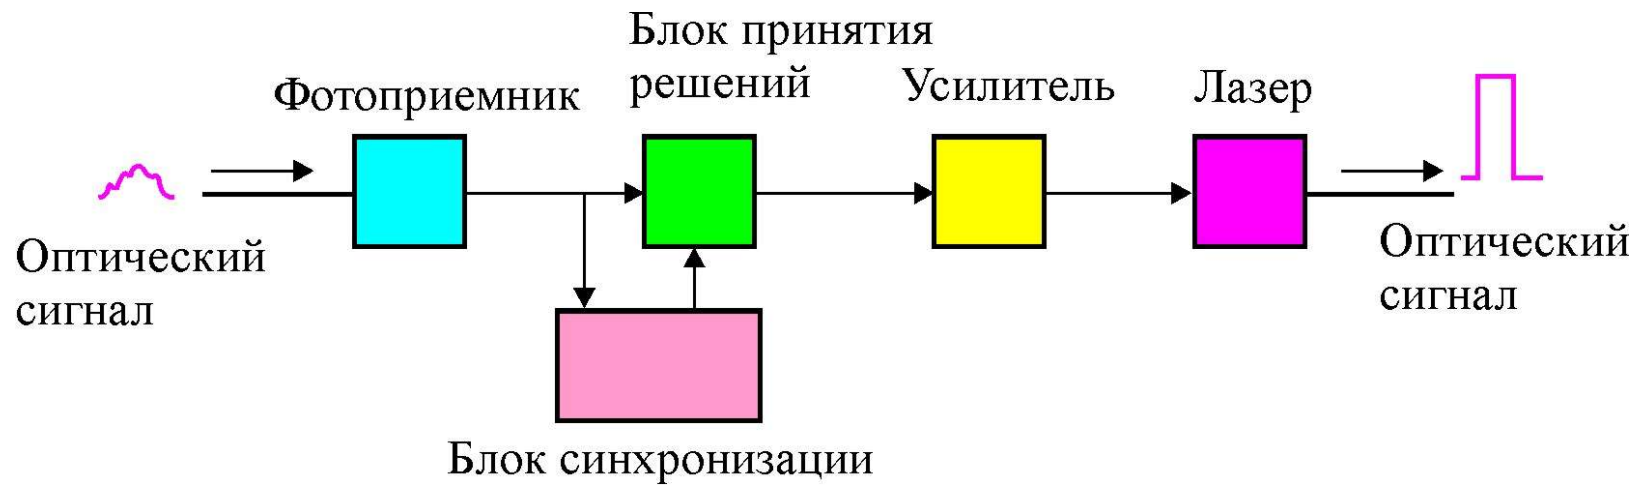 Блок принятия
решений
Фотоприемник
Усилитель
Лазер
Оптический
сигнал
Оптический
сигнал
Блок синхронизации